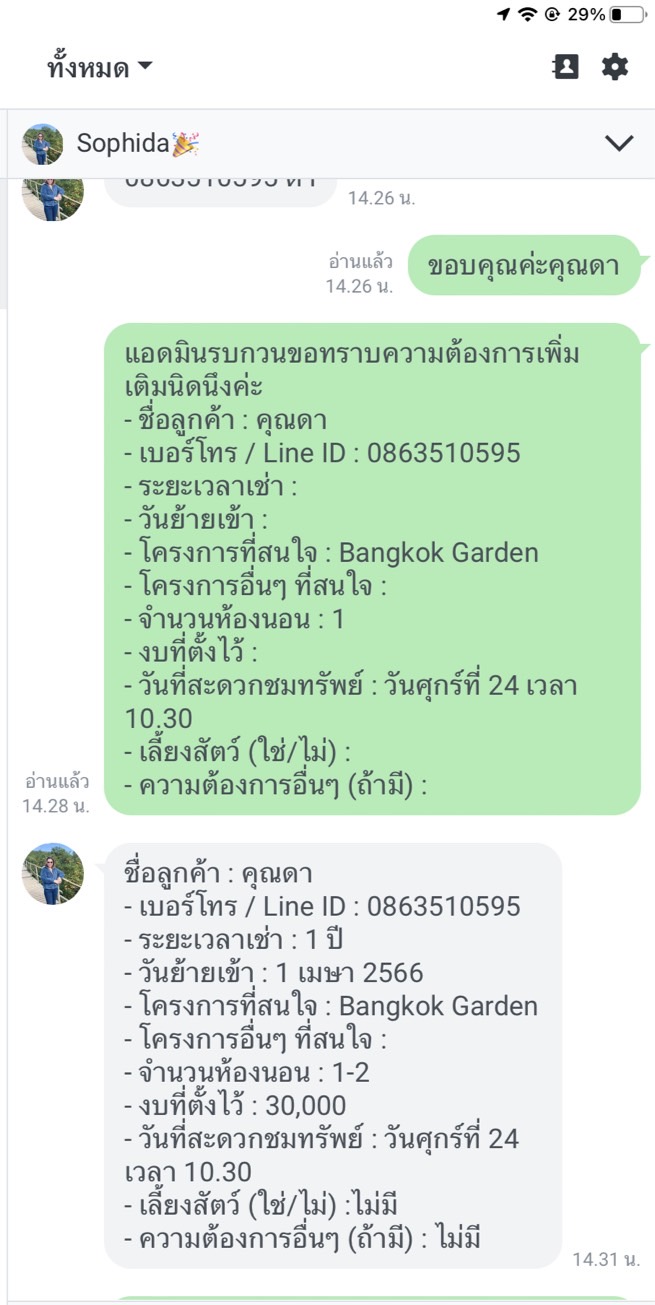 29%
ทั้งหมด
Sophida🎉
0863510595 ดา
14.26 น.
ขอบคุณค่ะคุณดา
อ่านแล้ว
14.26 น.
แอดมินรบกวนขอทราบความต้องการเพิ่ม
เติมนิดนึงค่ะ
- ชื่อลูกค้า : คุณดา
- เบอร์โทร / Line ID : 0863510595
- ระยะเวลาเช่า :
- วันย้ายเข้า :
- โครงการที่สนใจ : Bangkok Garden
- โครงการอื่นๆ ที่สนใจ :
- จำนวนห้องนอน : 1
- งบที่ตั้งไว้ :
- วันที่สะดวกชมทรัพย์ : วันศุกร์ที่ 24 เวลา
10.30
- เลี้ยงสัตว์ (ใช่/ไม่) :
- ความต้องการอื่นๆ (ถ้ามี) :
อ่านแล้ว
14.28 น.
ชื่อลูกค้า : คุณดา
- เบอร์โทร / Line ID : 0863510595
- ระยะเวลาเช่า : 1 ปี
- วันย้ายเข้า : 1 เมษา 2566
- โครงการที่สนใจ : Bangkok Garden
- โครงการอื่นๆ ที่สนใจ :
- จำนวนห้องนอน : 1-2
- งบที่ตั้งไว้ : 30,000
- วันที่สะดวกชมทรัพย์ : วันศุกร์ที่ 24
เวลา 10.30
- เลี้ยงสัตว์ (ใช่/ไม่) :ไม่มี
- ความต้องการอื่นๆ (ถ้ามี) : ไม่มี
14.31 น.